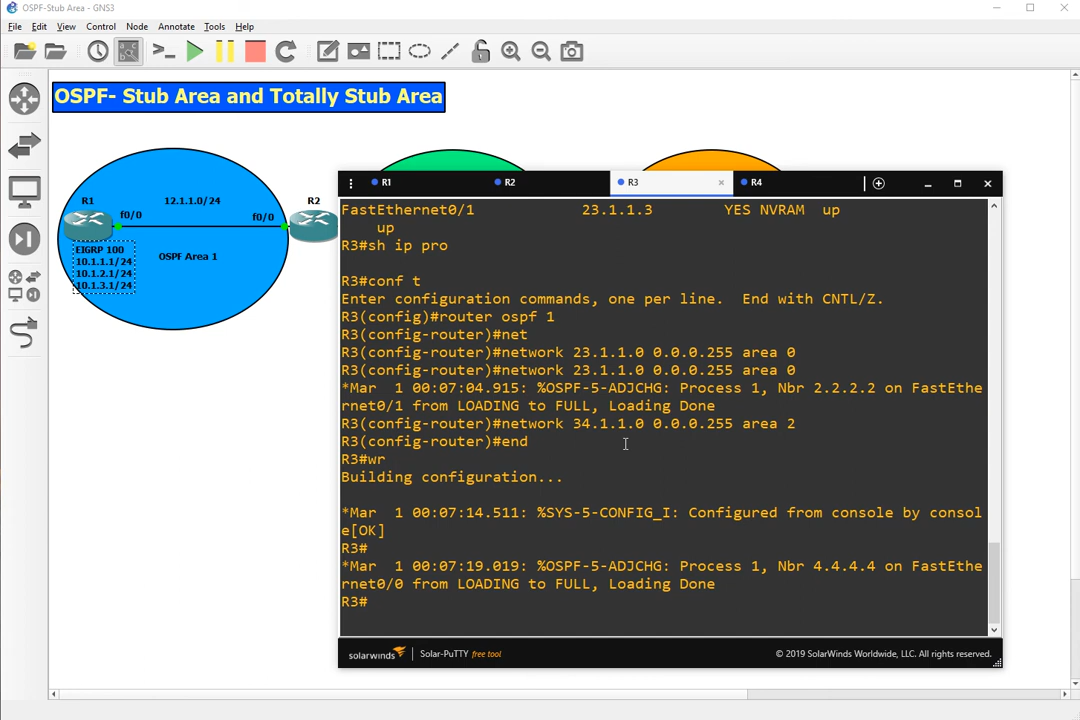 OSPF-Stub Area - GNS3
File Edit View Control Node Annotate Tools Help
OSPF- Stub Area and Totally Stub Area
R1
12.1.1.0/24
R2
f0/0
f0/0
EIGRP 100
10.1.1.1/24
10.1.2.1/24
10.1.3.1/24
OSPF Area 1
R1 R2 R3 R4
FastEthernet0/1 23.1.1.3 YES NVRAM up
up
R3#sh ip pro
R3#conf t
Enter configuration commands, one per line. End with CNTL/Z.
R3(config)#router ospf 1
R3(config-router)#net
R3(config-router)#network 23.1.1.0 0.0.0.255 area 0
R3(config-router)#network 23.1.1.0 0.0.0.255 area 0
*Mar 1 00:07:04.915: %OSPF-5-ADJCHG: Process 1, Nbr 2.2.2.2 on FastEthe
rnet0/1 from LOADING to FULL, Loading Done
R3(config-router)#network 34.1.1.0 0.0.0.255 area 2
R3(config-router)#end
R3#wr
Building configuration...
*Mar 1 00:07:14.511: %SYS-5-CONFIG_I: Configured from console by consol
e[OK]
R3#
*Mar 1 00:07:19.019: %OSPF-5-ADJCHG: Process 1, Nbr 4.4.4.4 on FastEthe
rnet0/0 from LOADING to FULL, Loading Done
R3#
solarwinds Solar-PuTTY free tool © 2019 SolarWinds Worldwide, LLC. All rights reserved.